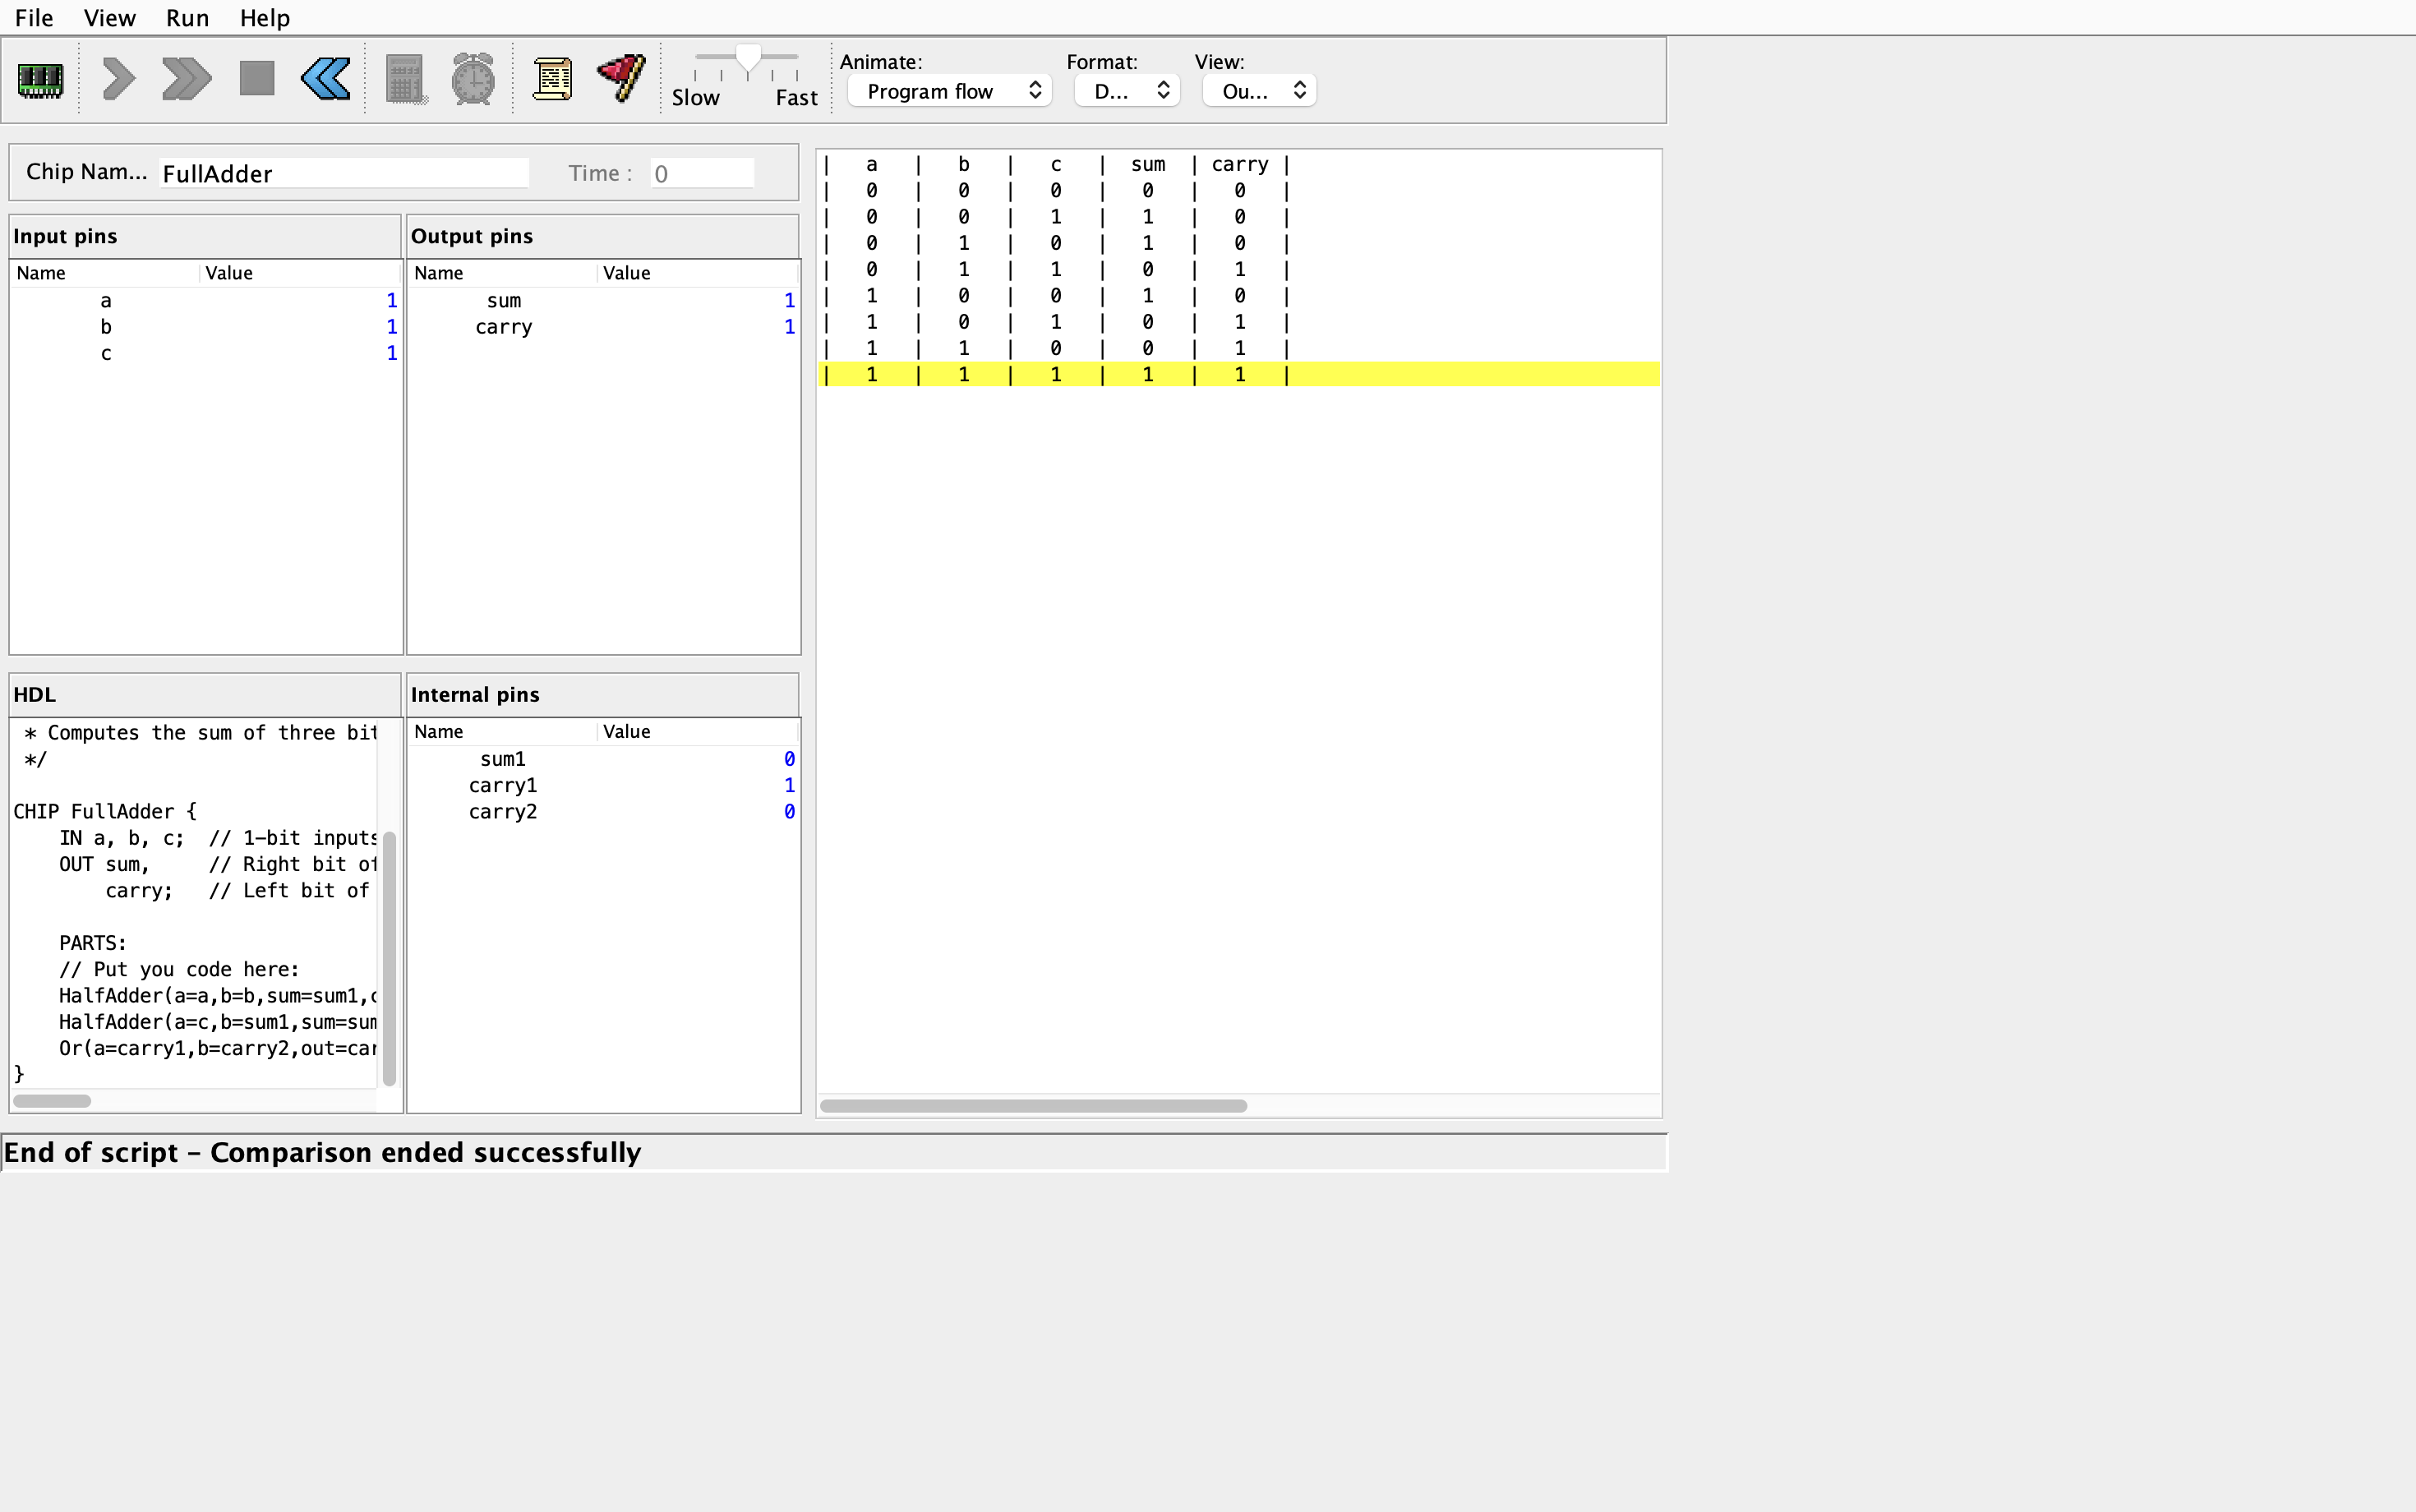 File View Run Help
Animate: Format: View:
Slow Fast Program flow D... Ou...
Chip Nam... FullAdder Time : 0
Input pins
Name Value
a 1
b 1
c 1
Output pins
Name Value
sum 1
carry 1
HDL
* Computes the sum of three bit
*/
CHIP FullAdder {
IN a, b, c; // 1-bit inputs
OUT sum, // Right bit of
carry; // Left bit of
PARTS:
// Put you code here:
HalfAdder(a=a,b=b,sum=sum1,c
HalfAdder(a=c,b=sum1,sum=sum
Or(a=carry1,b=carry2,out=car
}
Internal pins
Name Value
sum1 0
carry1 1
carry2 0
| a | b | c | sum | carry |
| 0 | 0 | 0 | 0 | 0 |
| 0 | 0 | 1 | 1 | 0 |
| 0 | 1 | 0 | 1 | 0 |
| 0 | 1 | 1 | 0 | 1 |
| 1 | 0 | 0 | 1 | 0 |
| 1 | 0 | 1 | 0 | 1 |
| 1 | 1 | 0 | 0 | 1 |
| 1 | 1 | 1 | 1 | 1 |
End of script – Comparison ended successfully